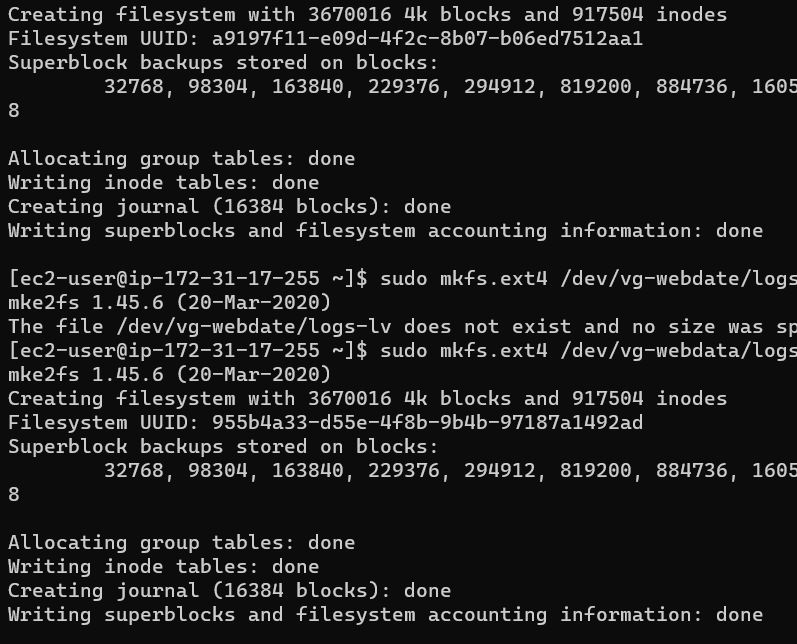 Creating filesystem with 3670016 4k blocks and 917504 inodes
Filesystem UUID: a9197f11-e09d-4f2c-8b07-b06ed7512aa1
Superblock backups stored on blocks:
32768, 98304, 163840, 229376, 294912, 819200, 884736, 1605
8
Allocating group tables: done
Writing inode tables: done
Creating journal (16384 blocks): done
Writing superblocks and filesystem accounting information: done
[ec2-user@ip-172-31-17-255 ~]$ sudo mkfs.ext4 /dev/vg-webdate/logs
mke2fs 1.45.6 (20-Mar-2020)
The file /dev/vg-webdate/logs-lv does not exist and no size was sp
[ec2-user@ip-172-31-17-255 ~]$ sudo mkfs.ext4 /dev/vg-webdata/logs
mke2fs 1.45.6 (20-Mar-2020)
Creating filesystem with 3670016 4k blocks and 917504 inodes
Filesystem UUID: 955b4a33-d55e-4f8b-9b4b-97187a1492ad
Superblock backups stored on blocks:
32768, 98304, 163840, 229376, 294912, 819200, 884736, 1605
8
Allocating group tables: done
Writing inode tables: done
Creating journal (16384 blocks): done
Writing superblocks and filesystem accounting information: done